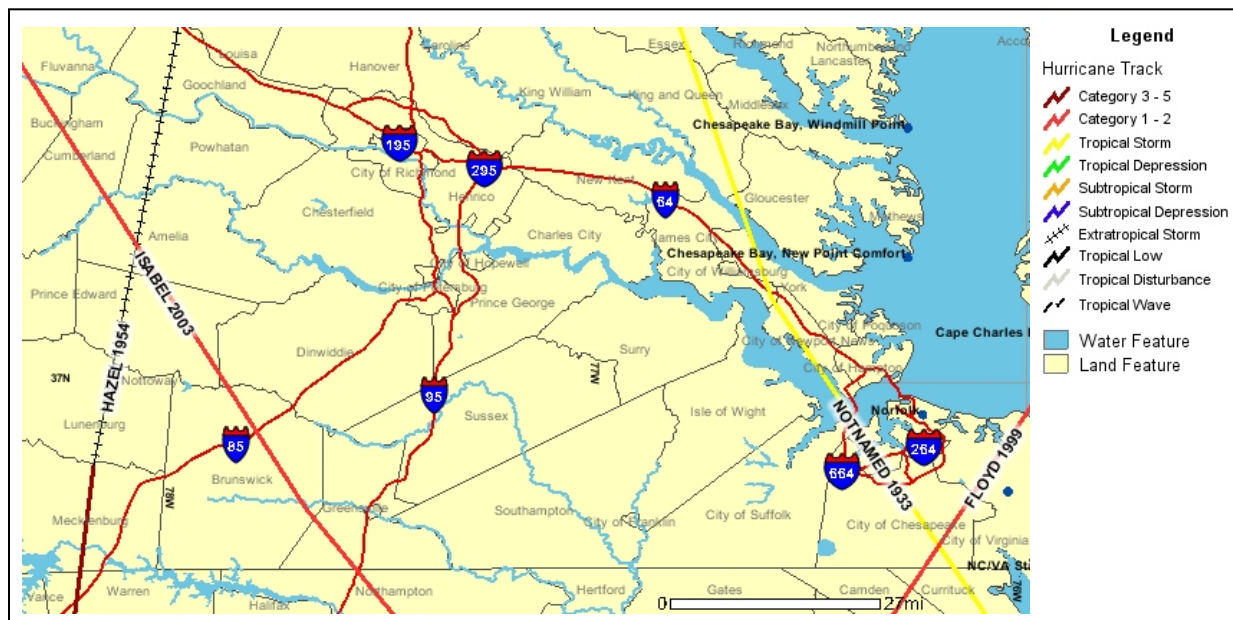 Fluvanna
Louisa
Goochland
Hanover
Caroline
Essex
Richmond
Northumberland
Lancaster
King William
King and Queen
Middlesex
Chesapeake Bay, Windmill Point
Buckingham
Cumberland
Powhatan
195
City of Richmond
295
Henrico
New Kent
64
Gloucester
Mathews
Chesterfield
Charles City
James City
Amelia
Chesapeake Bay, New Point Comfort
City of Hopewell
City of Williamsburg
York
Prince Edward
ISABEL 2003
City of Petersburg
Prince George
City of Poquoson
Cape Charles
City of Newport News
City of Hampton
Dinwiddie
Surry
77W
37N
Nottoway
HAZEL 1954
95
Sussex
Isle of Wight
NOTNAMED 1933
Norfolk
Lunenburg
85
264
664
FLOYD 1999
Brunswick
78W
Greensville
Mecklenburg
Southampton
City of Franklin
City of Suffolk
City of Chesapeake
City of Virginia
NC/VA St
76W
Vance
Warren
Halifax
Northampton
Hertford
Gates
Camden
Currituck
0
27mi
Legend
Hurricane Track
Category 3 - 5
Category 1 - 2
Tropical Storm
Tropical Depression
Subtropical Storm
Subtropical Depression
Extratropical Storm
Tropical Low
Tropical Disturbance
Tropical Wave
Water Feature
Land Feature